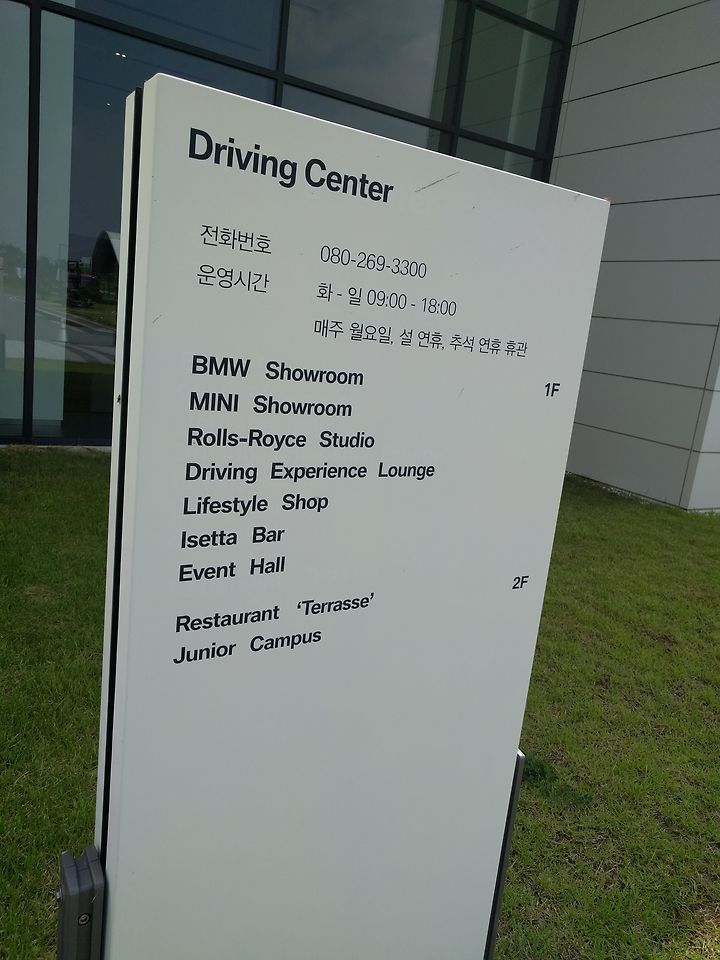 Driving Center
전화번호 080-269-3300
운영시간 화 - 일 09:00 - 18:00
매주 월요일, 설 연휴, 추석 연휴 휴관
BMW Showroom 1F
MINI Showroom
Rolls-Royce Studio
Driving Experience Lounge
Lifestyle Shop
Isetta Bar
Event Hall
Restaurant ‘Terrasse’ 2F
Junior Campus